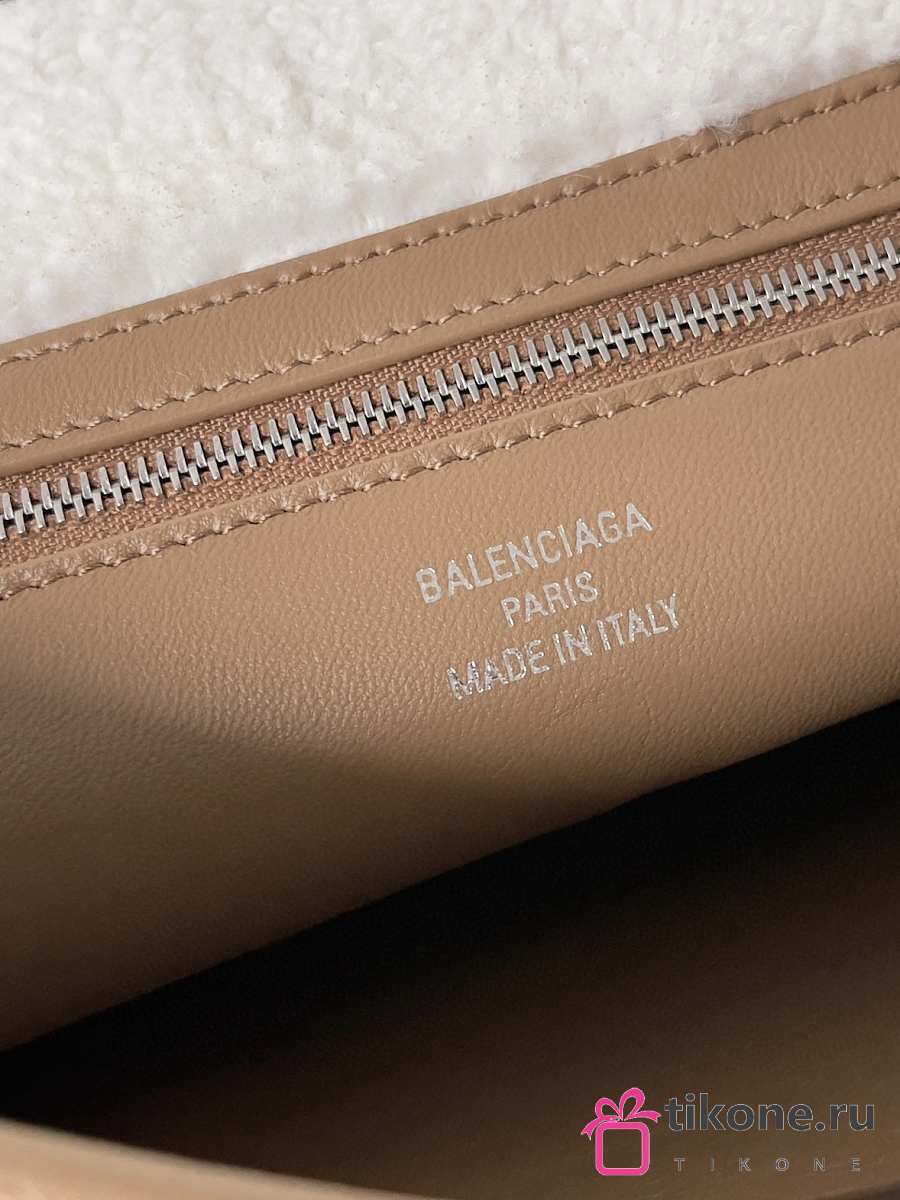 BALENCIAGA
PARIS
MADE IN ITALY
tikone.ru
TIKONE